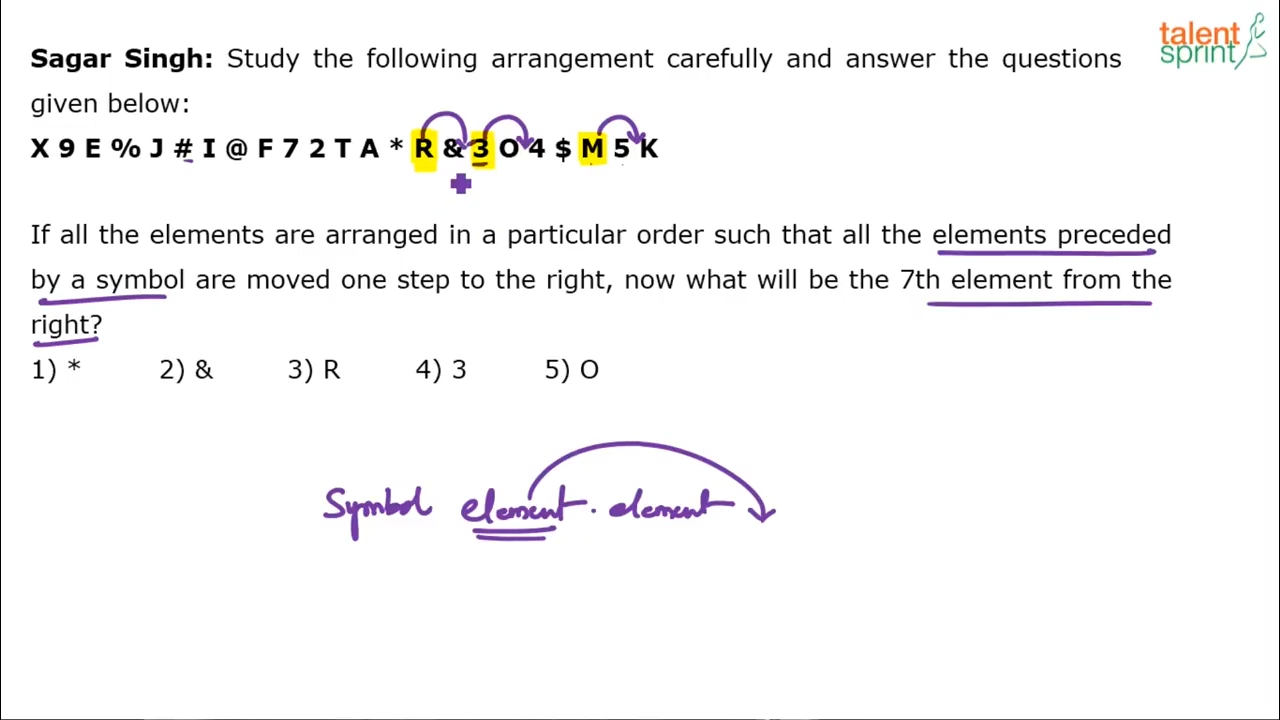 talent
sprint
Sagar Singh: Study the following arrangement carefully and answer the questions
given below:
X 9 E % J # I @ F 7 2 T A * R & 3 O 4 $ M 5 K
If all the elements are arranged in a particular order such that all the elements preceded
by a symbol are moved one step to the right, now what will be the 7th element from the
right?
1) * 2) & 3) R 4) 3 5) O
Symbol element . element